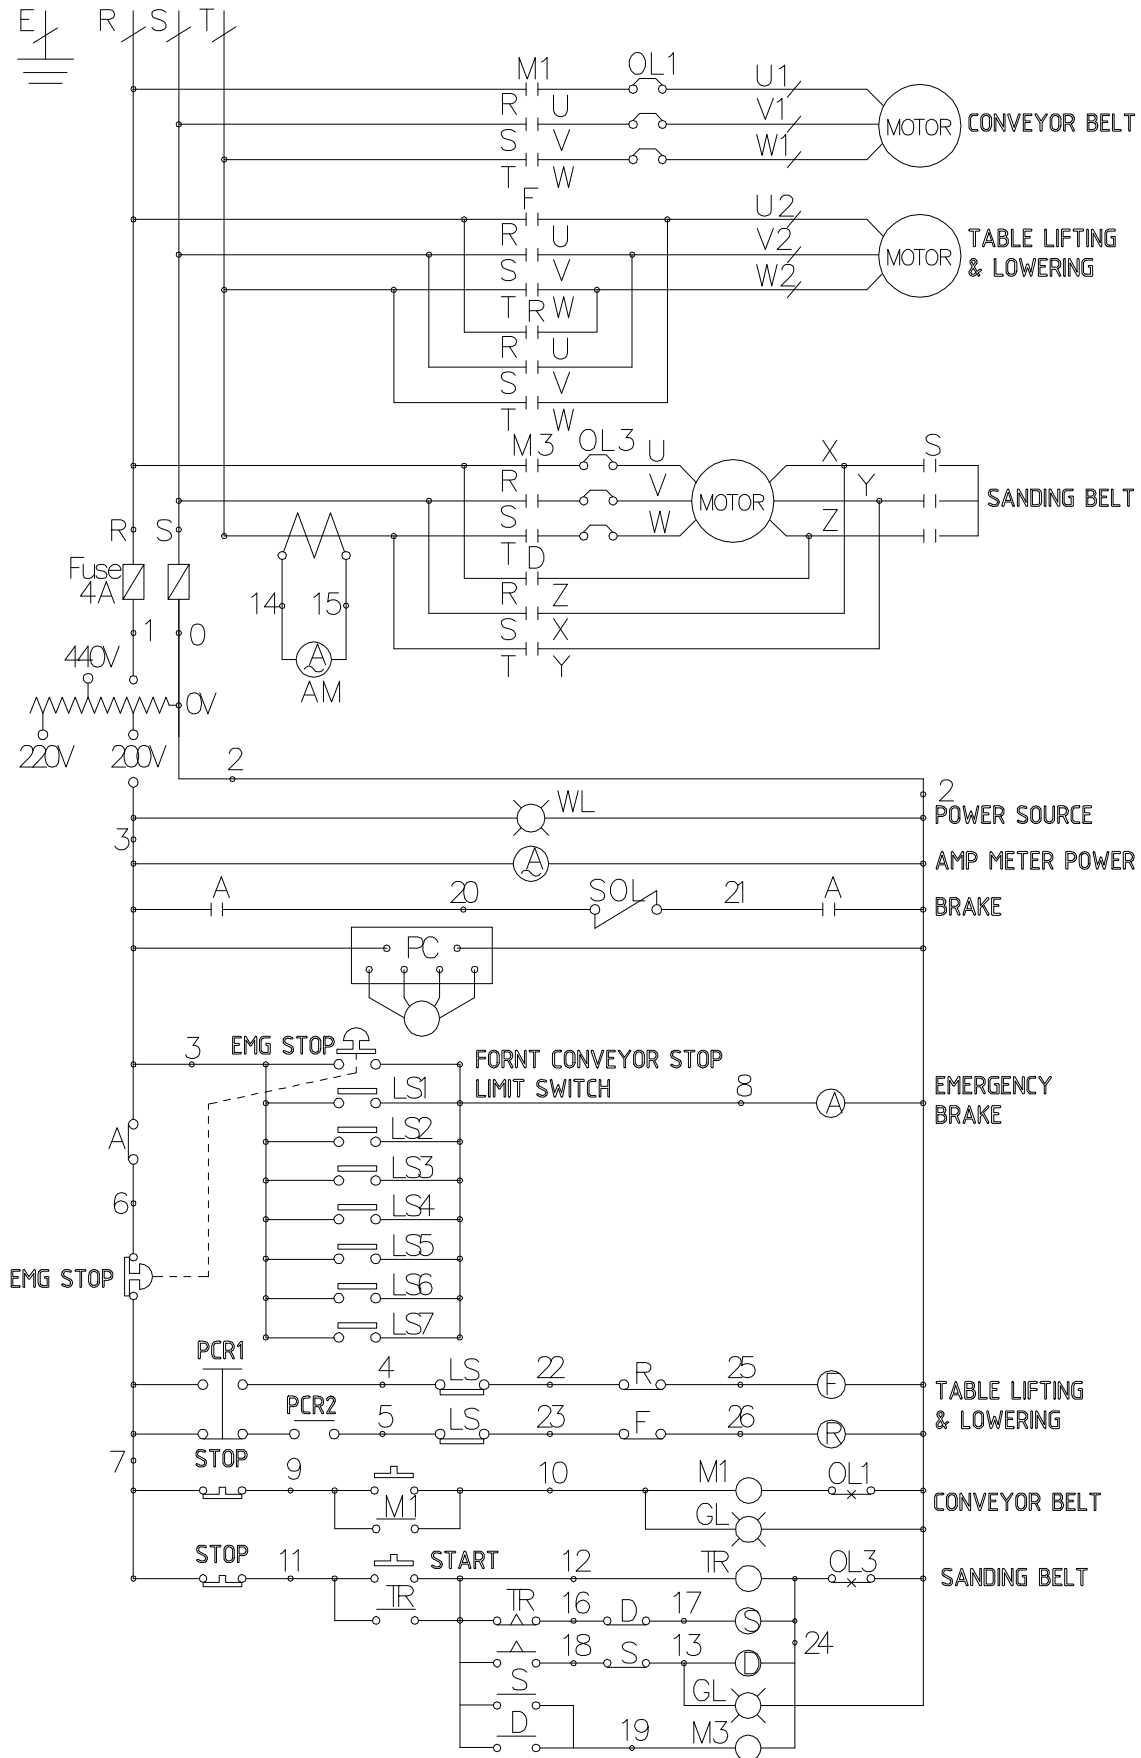 E R S T
M1 OL1 U1
R U V1
S V W1
T W
MOTOR CONVEYOR BELT
F U2
R U V2
S V W2
T R W
MOTOR TABLE LIFTING
& LOWERING
R U
S V
T W
M3 OL3 U X S
R V Y
S W Z
T D
MOTOR SANDING BELT
R Z
S X
T Y
R S
Fuse
4A
14 15
1 0
A
AM
440V
0V
220V 200V
2
2
WL
POWER SOURCE
3
A AMP METER POWER
A 20 SOL 21 A BRAKE
PC
3 EMG STOP FORNT CONVEYOR STOP
LIMIT SWITCH
LS1 8 A EMERGENCY
BRAKE
A LS2
LS3
6 LS4
LS5
EMG STOP LS6
LS7
PCR1
4 LS 22 R 25 F TABLE LIFTING
& LOWERING
PCR2 5 LS 23 F 26 R
7 STOP 9 10 M1 OL1
M1 GL CONVEYOR BELT
STOP 11 START 12 TR OL3 SANDING BELT
TR TR 16 D 17 S
18 S 13 D 24
S GL
D 19 M3